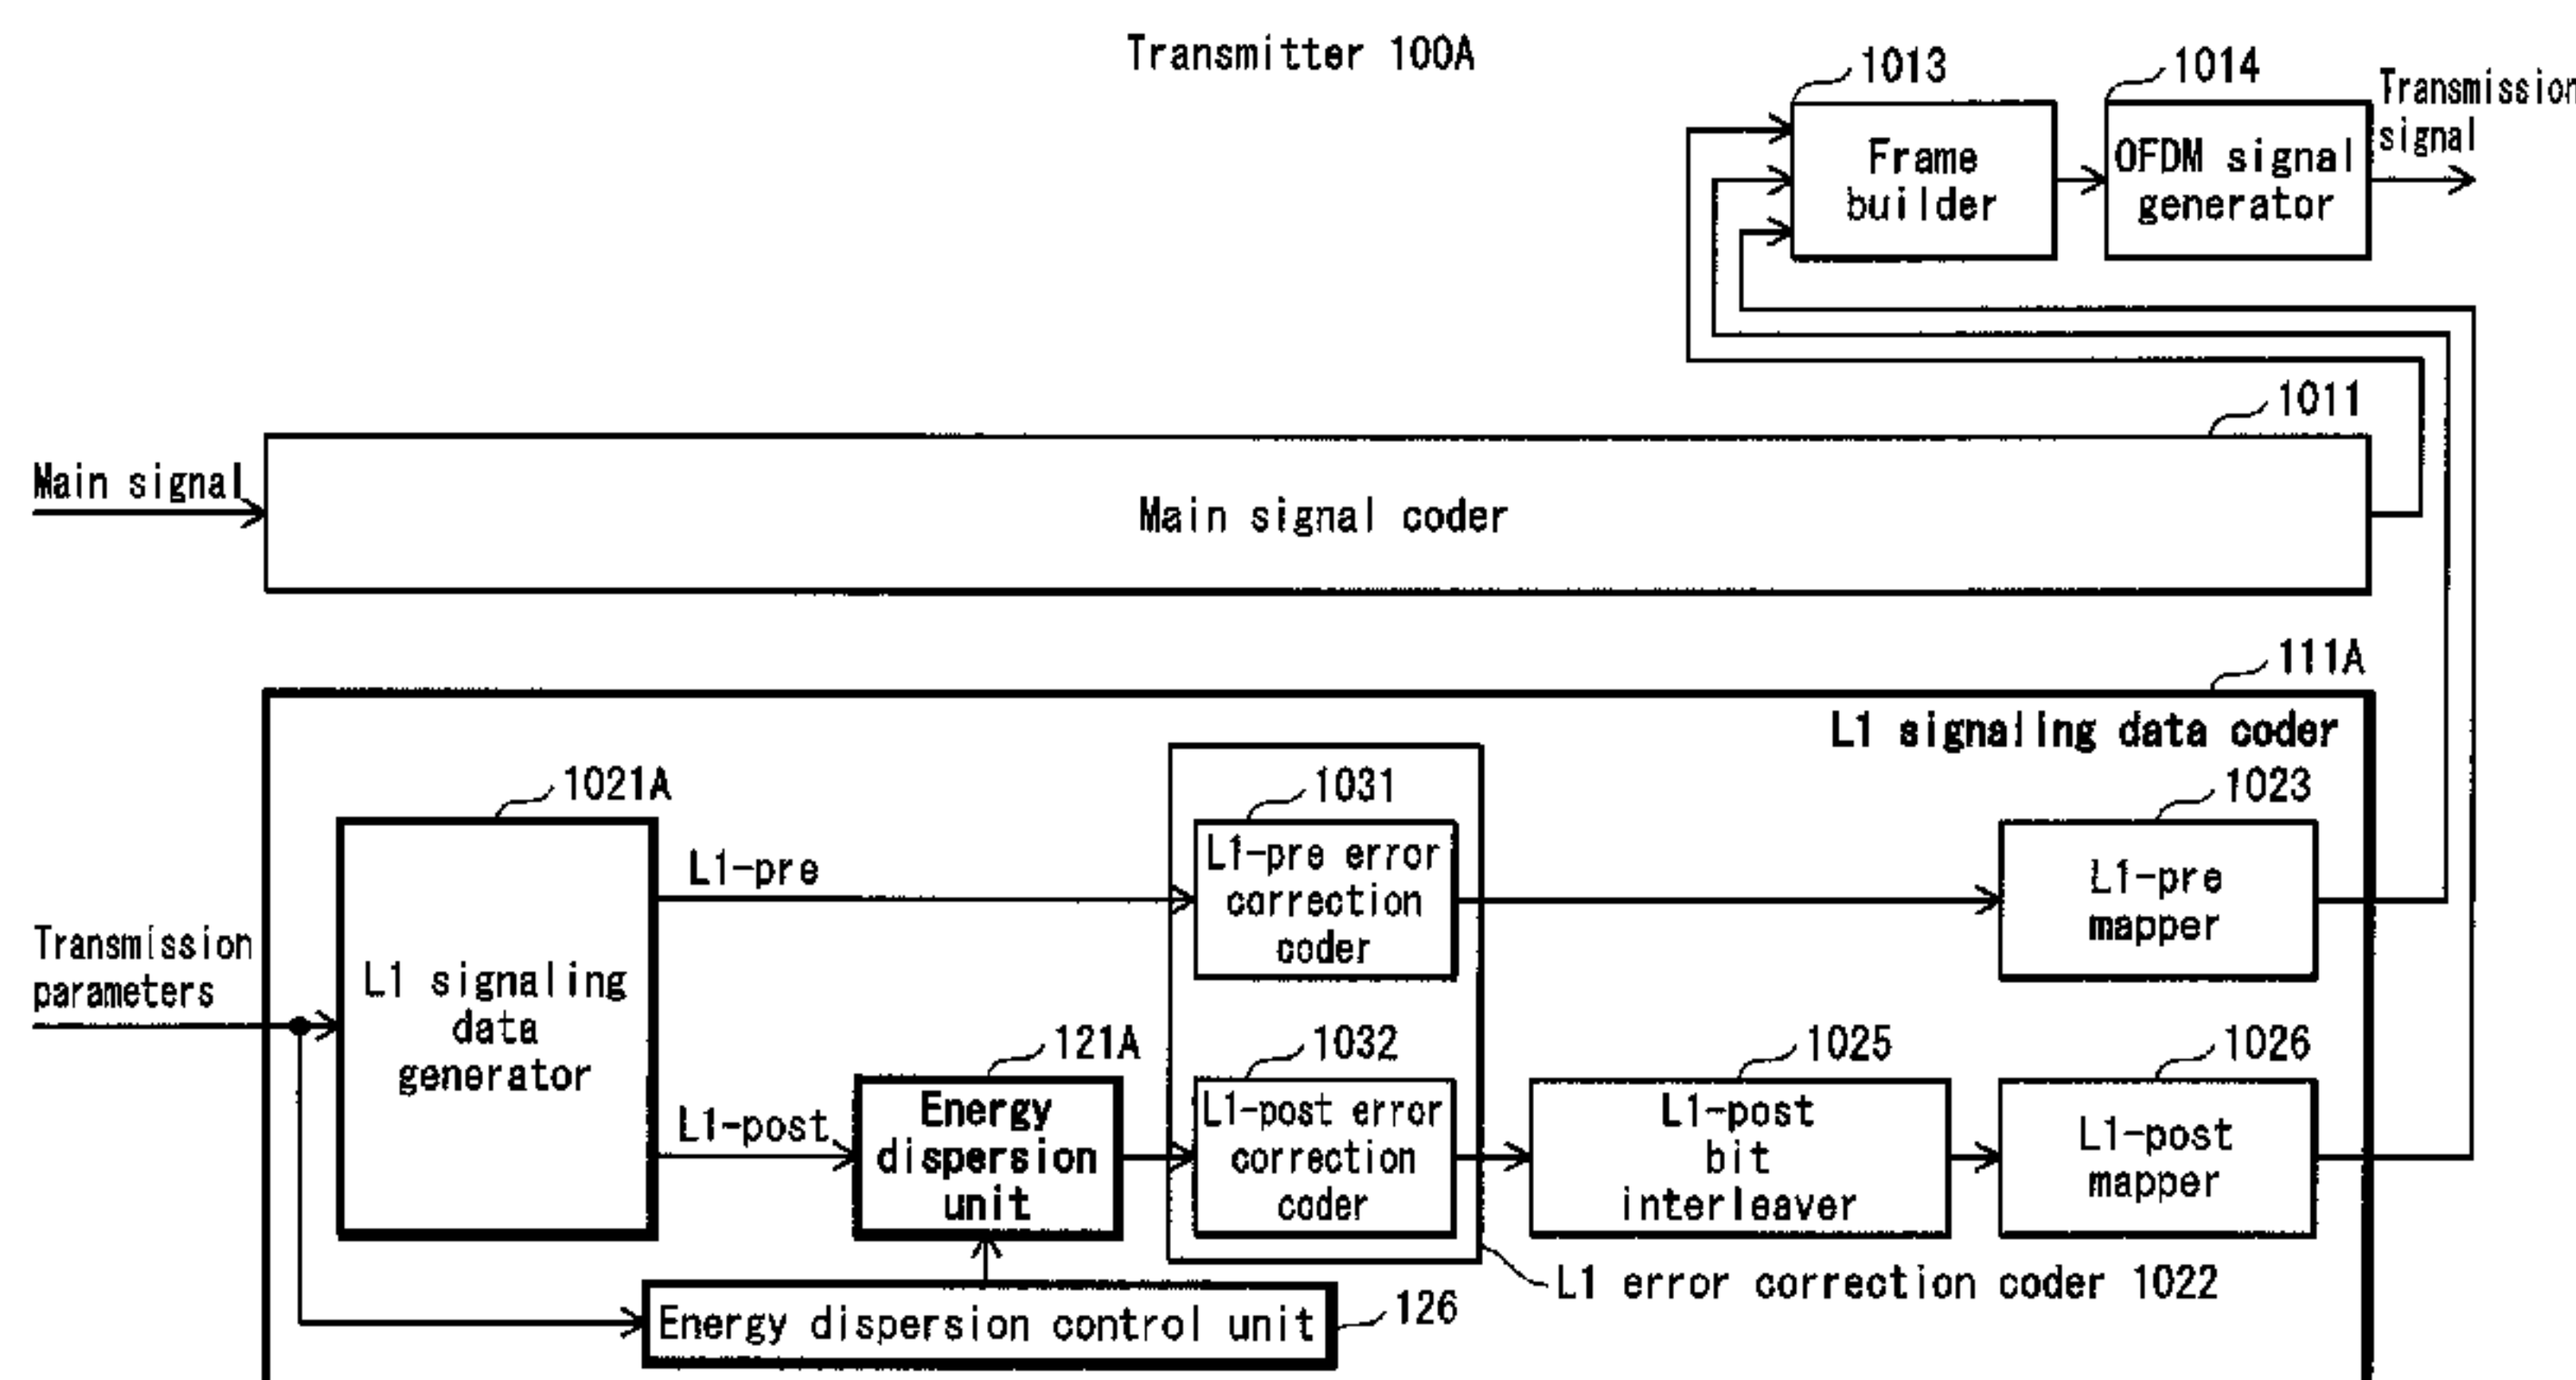 Transmitter 100A
1013
1014
Transmission
signal
Frame
builder
OFDM signal
generator
1011
Main signal
Main signal coder
111A
L1 signaling data coder
1021A
1031
1023
L1-pre
L1-pre error
correction
coder
L1-pre
mapper
Transmission
parameters
L1 signaling
data
generator
121A
1032
1025
1026
L1-post
Energy
dispersion
unit
L1-post error
correction
coder
L1-post
bit
interleaver
L1-post
mapper
L1 error correction coder 1022
Energy dispersion control unit
126